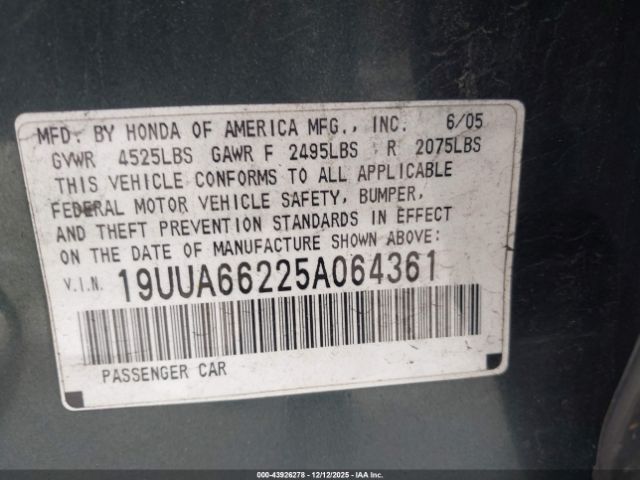 MFD. BY HONDA OF AMERICA MFG., INC. 6/05
GVWR 4525LBS GAWR F 2495LBS R 2075LBS
THIS VEHICLE CONFORMS TO ALL APPLICABLE
FEDERAL MOTOR VEHICLE SAFETY, BUMPER,
AND THEFT PREVENTION STANDARDS IN EFFECT
ON THE DATE OF MANUFACTURE SHOWN ABOVE:
V.I.N. 19UUA66225A064361
PASSENGER CAR
000-43926278 - 12/12/2025 - IAA Inc.